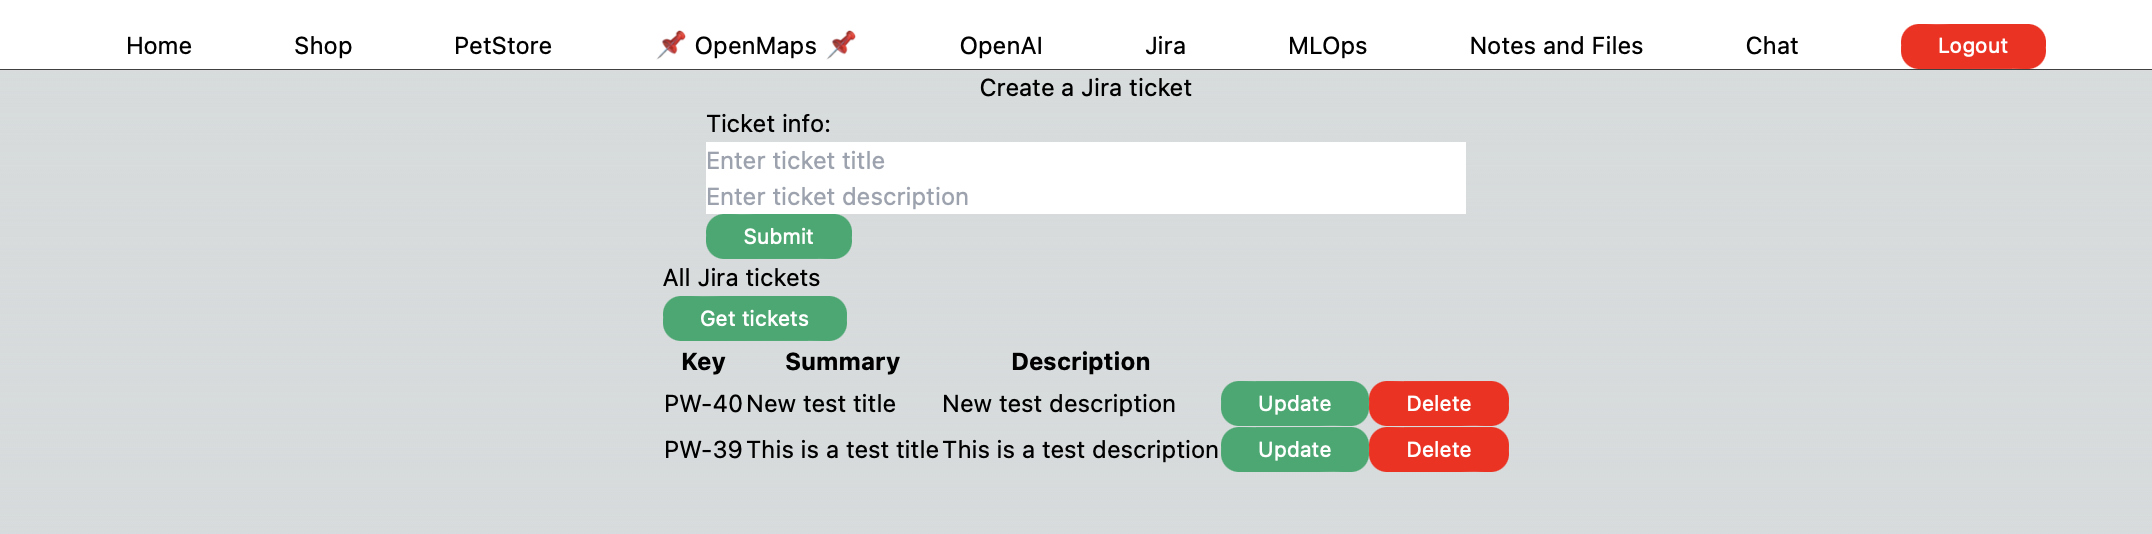 Home Shop PetStore 📌 OpenMaps 📌 OpenAI Jira MLOps Notes and Files Chat Logout
Create a Jira ticket
Ticket info:
Enter ticket title
Enter ticket description
Submit
All Jira tickets
Get tickets
Key Summary Description
PW-40 New test title New test description Update Delete
PW-39 This is a test title This is a test description Update Delete